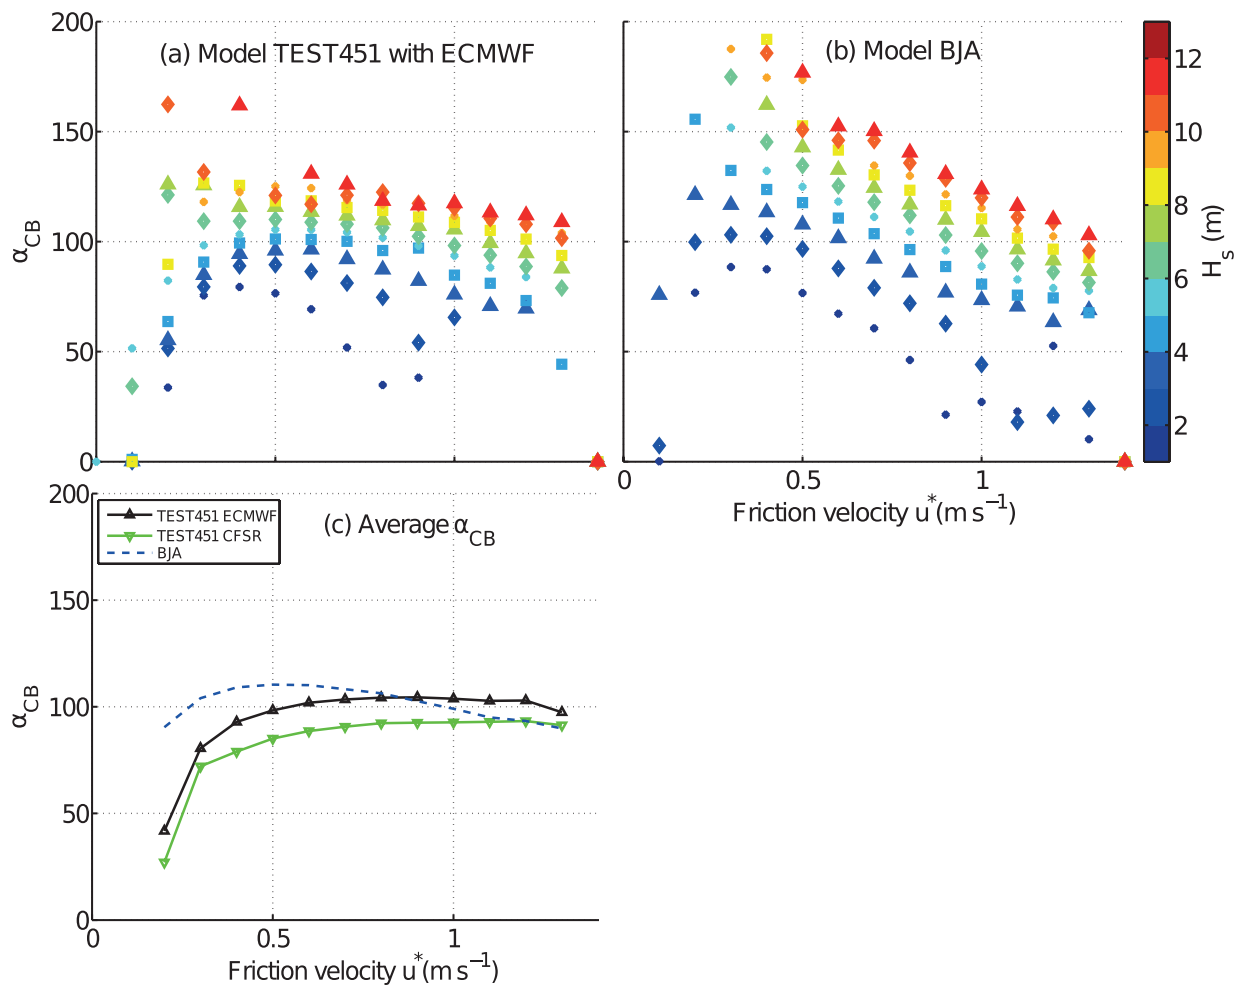 200
(a) Model TEST451 with ECMWF
150
α_CB
100
50
0
(b) Model BJA
0
0.5
1
Friction velocity u*(m s⁻¹)
12
10
8
6
4
2
H_s (m)
200
TEST451 ECMWF
TEST451 CFSR
BJA
(c) Average α_CB
150
α_CB
100
50
0
0
0.5
1
Friction velocity u*(m s⁻¹)